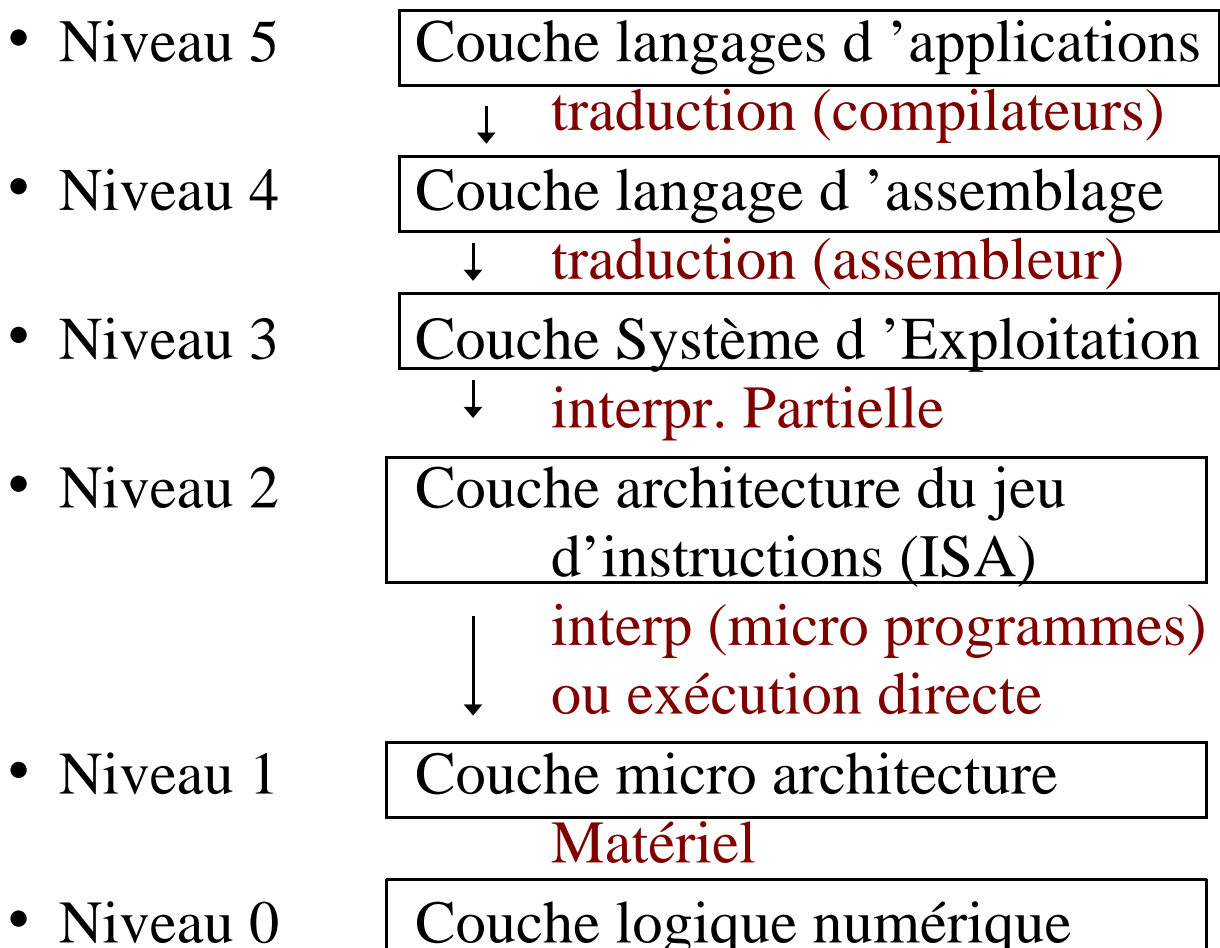 • Niveau 5 Couche langages d ’applications
traduction (compilateurs)
• Niveau 4 Couche langage d ’assemblage
traduction (assembleur)
• Niveau 3 Couche Système d ’Exploitation
interpr. Partielle
• Niveau 2 Couche architecture du jeu
d’instructions (ISA)
interp (micro programmes)
ou exécution directe
• Niveau 1 Couche micro architecture
Matériel
• Niveau 0 Couche logique numérique